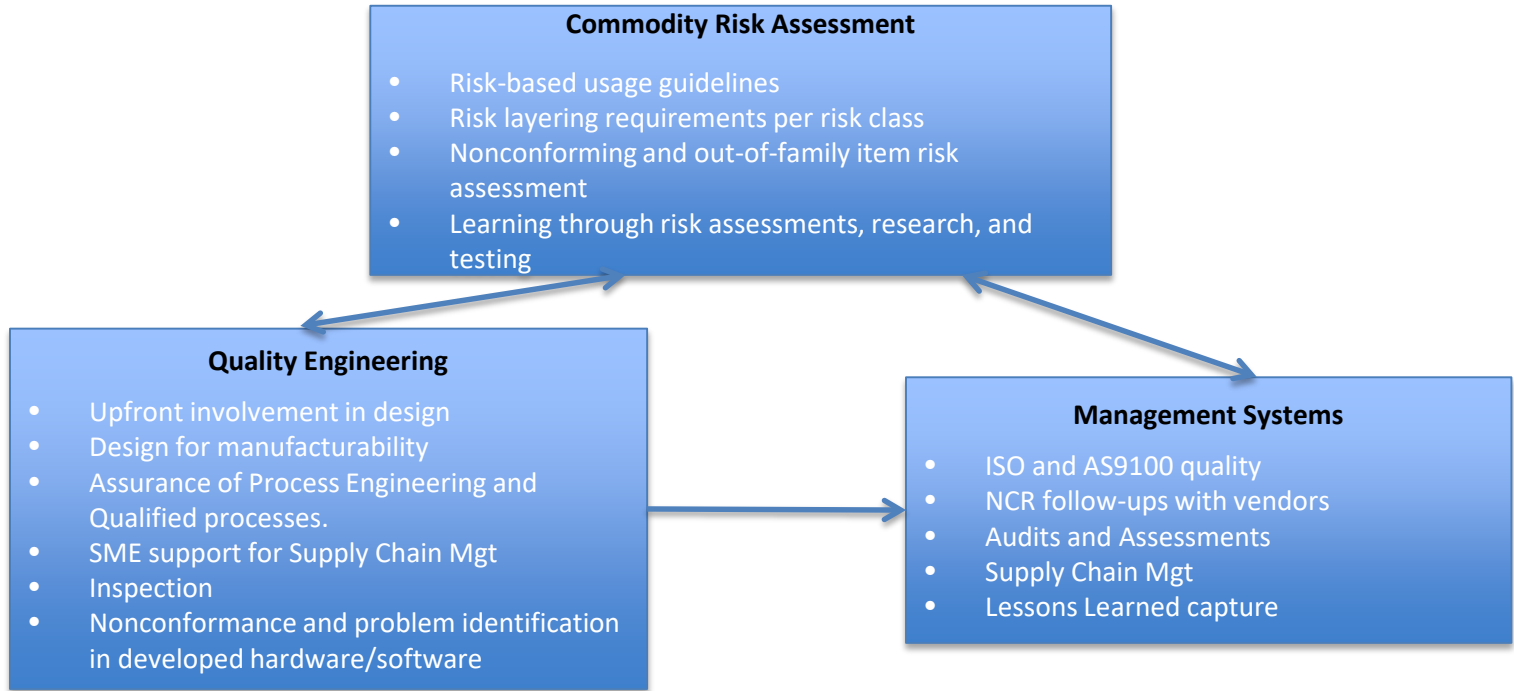 Commodity Risk Assessment
• Risk-based usage guidelines
• Risk layering requirements per risk class
• Nonconforming and out-of-family item risk
assessment
• Learning through risk assessments, research, and
testing
Quality Engineering
• Upfront involvement in design
• Design for manufacturability
• Assurance of Process Engineering and
Qualified processes.
• SME support for Supply Chain Mgt
• Inspection
• Nonconformance and problem identification
in developed hardware/software
Management Systems
• ISO and AS9100 quality
• NCR follow-ups with vendors
• Audits and Assessments
• Supply Chain Mgt
• Lessons Learned capture